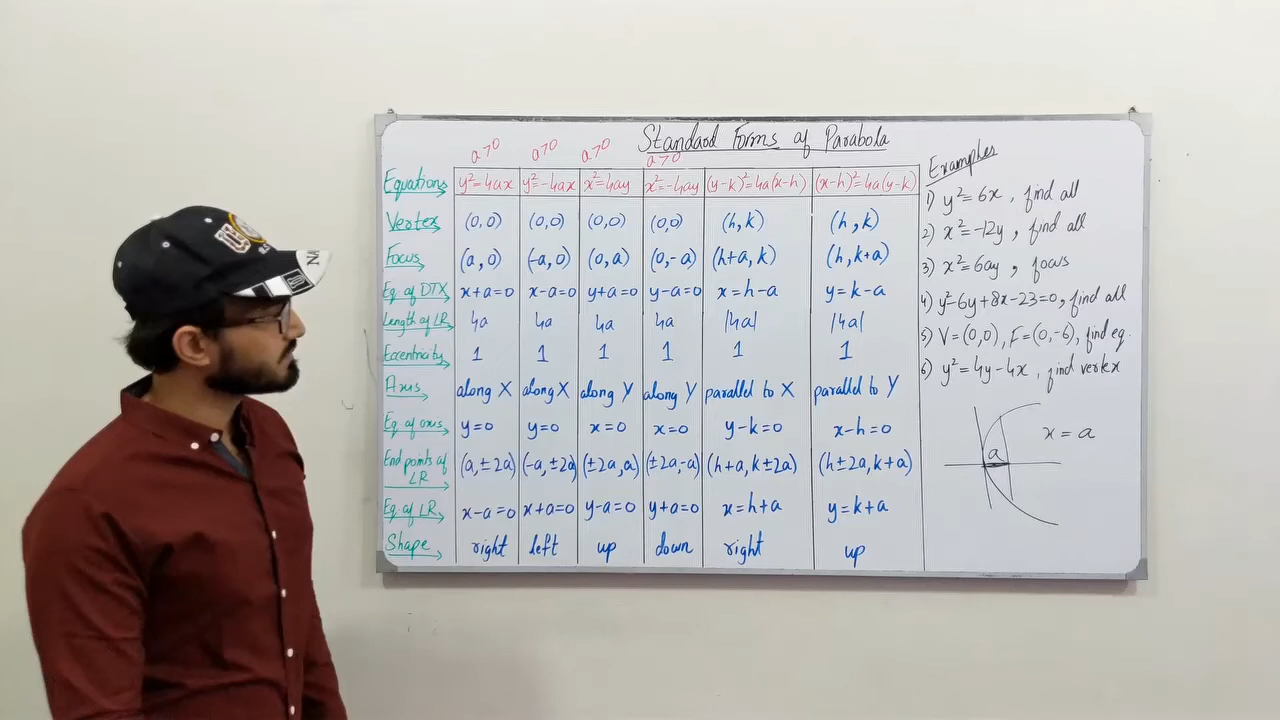 Standard Forms of Parabola
a>0 a>0 a>0 a>0
Equations y²=4ax y²=-4ax x²=4ay x²=-4ay (y-k)²=4a(x-h) (x-h)²=4a(y-k)
Vertex (0,0) (0,0) (0,0) (0,0) (h,k) (h,k)
Focus (a,0) (-a,0) (0,a) (0,-a) (h+a,k) (h,k+a)
Eq. of DTX x+a=0 x-a=0 y+a=0 y-a=0 x=h-a y=k-a
Length of LR 4a 4a 4a 4a |4a| |4a|
Eccentricity 1 1 1 1 1 1
Axis along X along X along Y along Y parallel to X parallel to Y
Eq. of axis y=0 y=0 x=0 x=0 y-k=0 x-h=0
End points of LR (a,±2a) (-a,±2a) (±2a,a) (±2a,-a) (h+a,k±2a) (h±2a,k+a)
Eq. of LR x-a=0 x+a=0 y-a=0 y+a=0 x=h+a y=k+a
Shape right left up down right up
Examples
1) y²=6x, find all
2) x²=-12y, find all
3) x²=6ay, focus
4) y²-6y+8x-23=0, find all
5) V=(0,0), F=(0,-6), find eq.
6) y²=4y-4x, find vertex
a
x=a